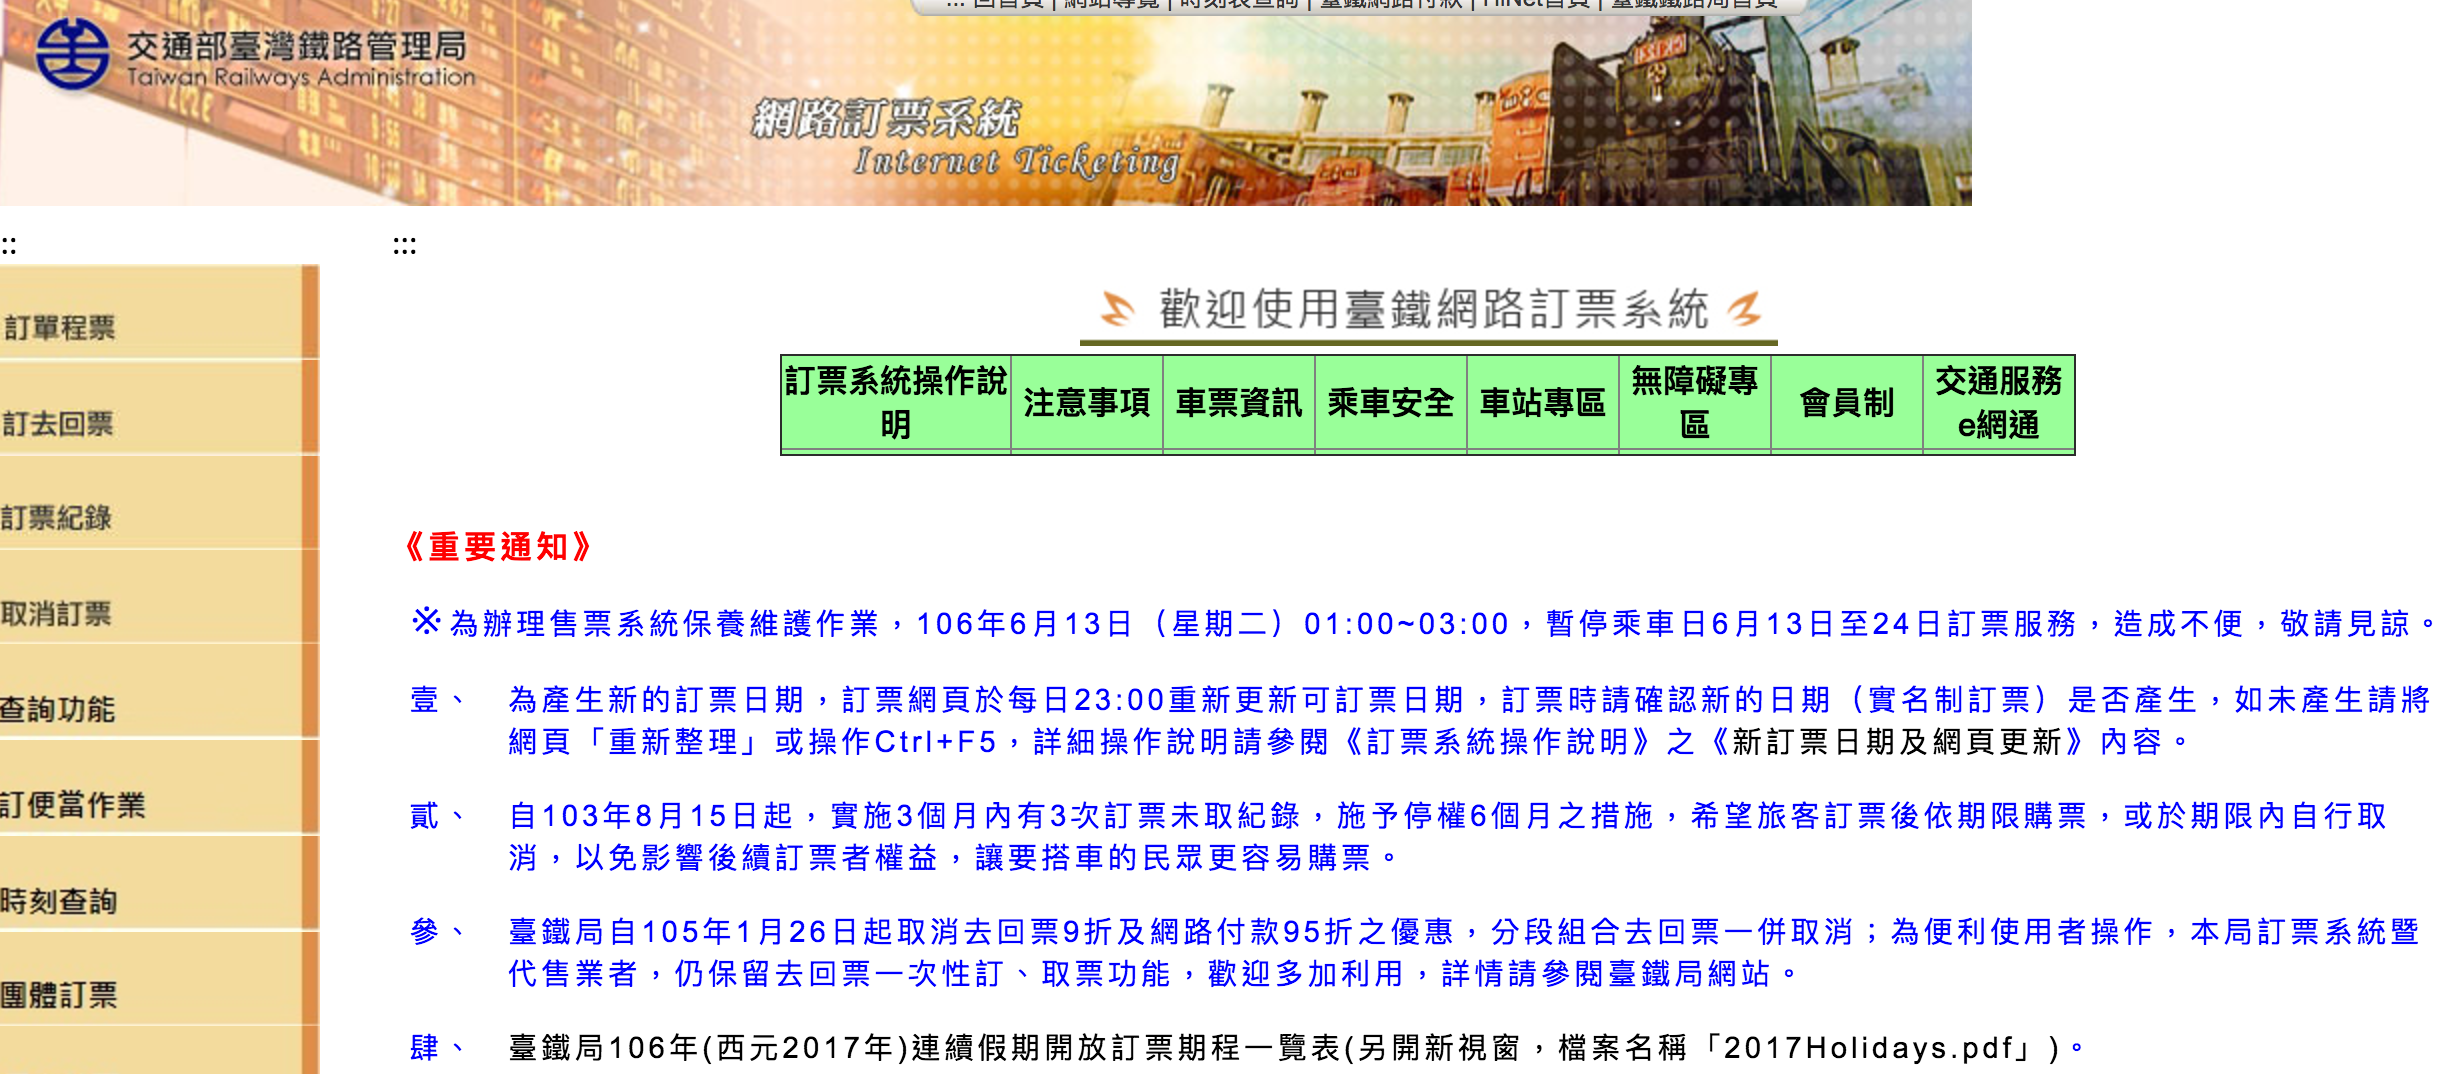 ::: 回首頁 | 網站導覽 | 時刻表查詢 | 臺鐵網路付款 | HiNet首頁 | 臺鐵鐵路局首頁
交通部臺灣鐵路管理局
Taiwan Railways Administration
網路訂票系統
Internet Ticketing
::
:::
訂單程票
訂去回票
訂票紀錄
取消訂票
查詢功能
訂便當作業
時刻查詢
團體訂票
歡迎使用臺鐵網路訂票系統
訂票系統操作說明 注意事項 車票資訊 乘車安全 車站專區 無障礙專區 會員制 交通服務e網通
《重要通知》
※為辦理售票系統保養維護作業，106年6月13日（星期二）01:00~03:00，暫停乘車日6月13日至24日訂票服務，造成不便，敬請見諒。
壹、 為產生新的訂票日期，訂票網頁於每日23:00重新更新可訂票日期，訂票時請確認新的日期（實名制訂票）是否產生，如未產生請將
網頁「重新整理」或操作Ctrl+F5，詳細操作說明請參閱《訂票系統操作說明》之《新訂票日期及網頁更新》內容。
貳、 自103年8月15日起，實施3個月內有3次訂票未取紀錄，施予停權6個月之措施，希望旅客訂票後依期限購票，或於期限內自行取
消，以免影響後續訂票者權益，讓要搭車的民眾更容易購票。
參、 臺鐵局自105年1月26日起取消去回票9折及網路付款95折之優惠，分段組合去回票一併取消；為便利使用者操作，本局訂票系統暨
代售業者，仍保留去回票一次性訂、取票功能，歡迎多加利用，詳情請參閱臺鐵局網站。
肆、 臺鐵局106年(西元2017年)連續假期開放訂票期程一覽表(另開新視窗，檔案名稱「2017Holidays.pdf」)。